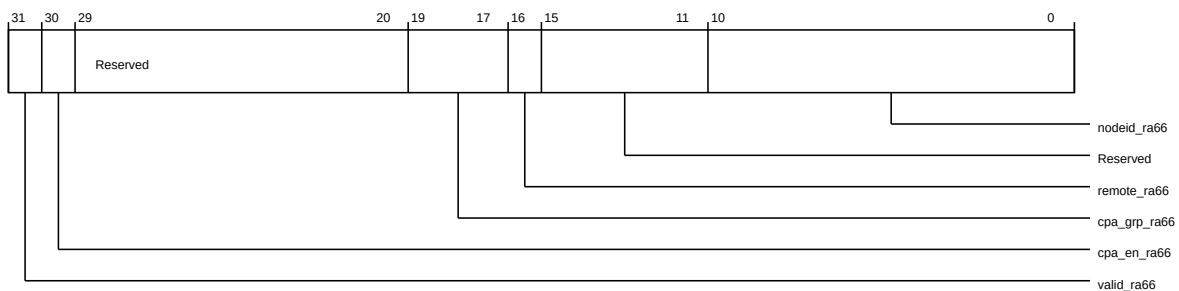 31 30 29 20 19 17 16 15 11 10 0
Reserved
nodeid_ra66
Reserved
remote_ra66
cpa_grp_ra66
cpa_en_ra66
valid_ra66